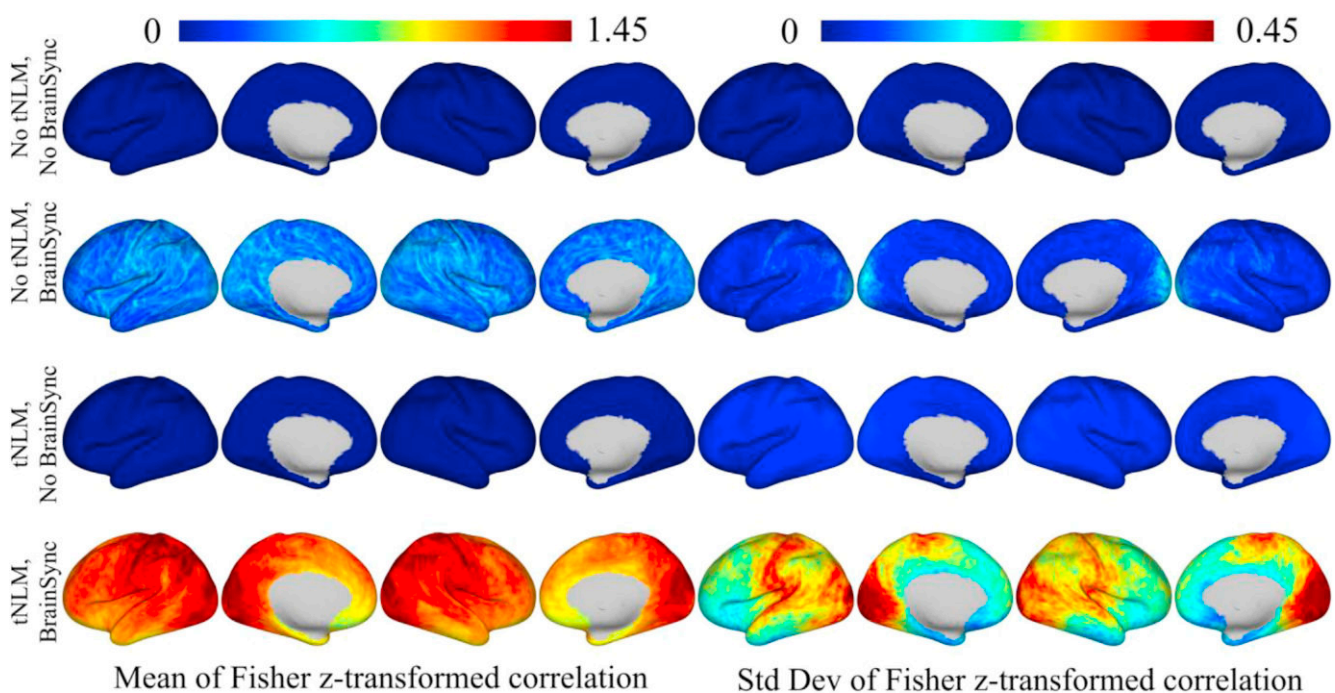 0 1.45 0 0.45
No tNLM,
No BrainSync
No tNLM,
BrainSync
tNLM,
No BrainSync
tNLM,
BrainSync
Mean of Fisher z-transformed correlation
Std Dev of Fisher z-transformed correlation